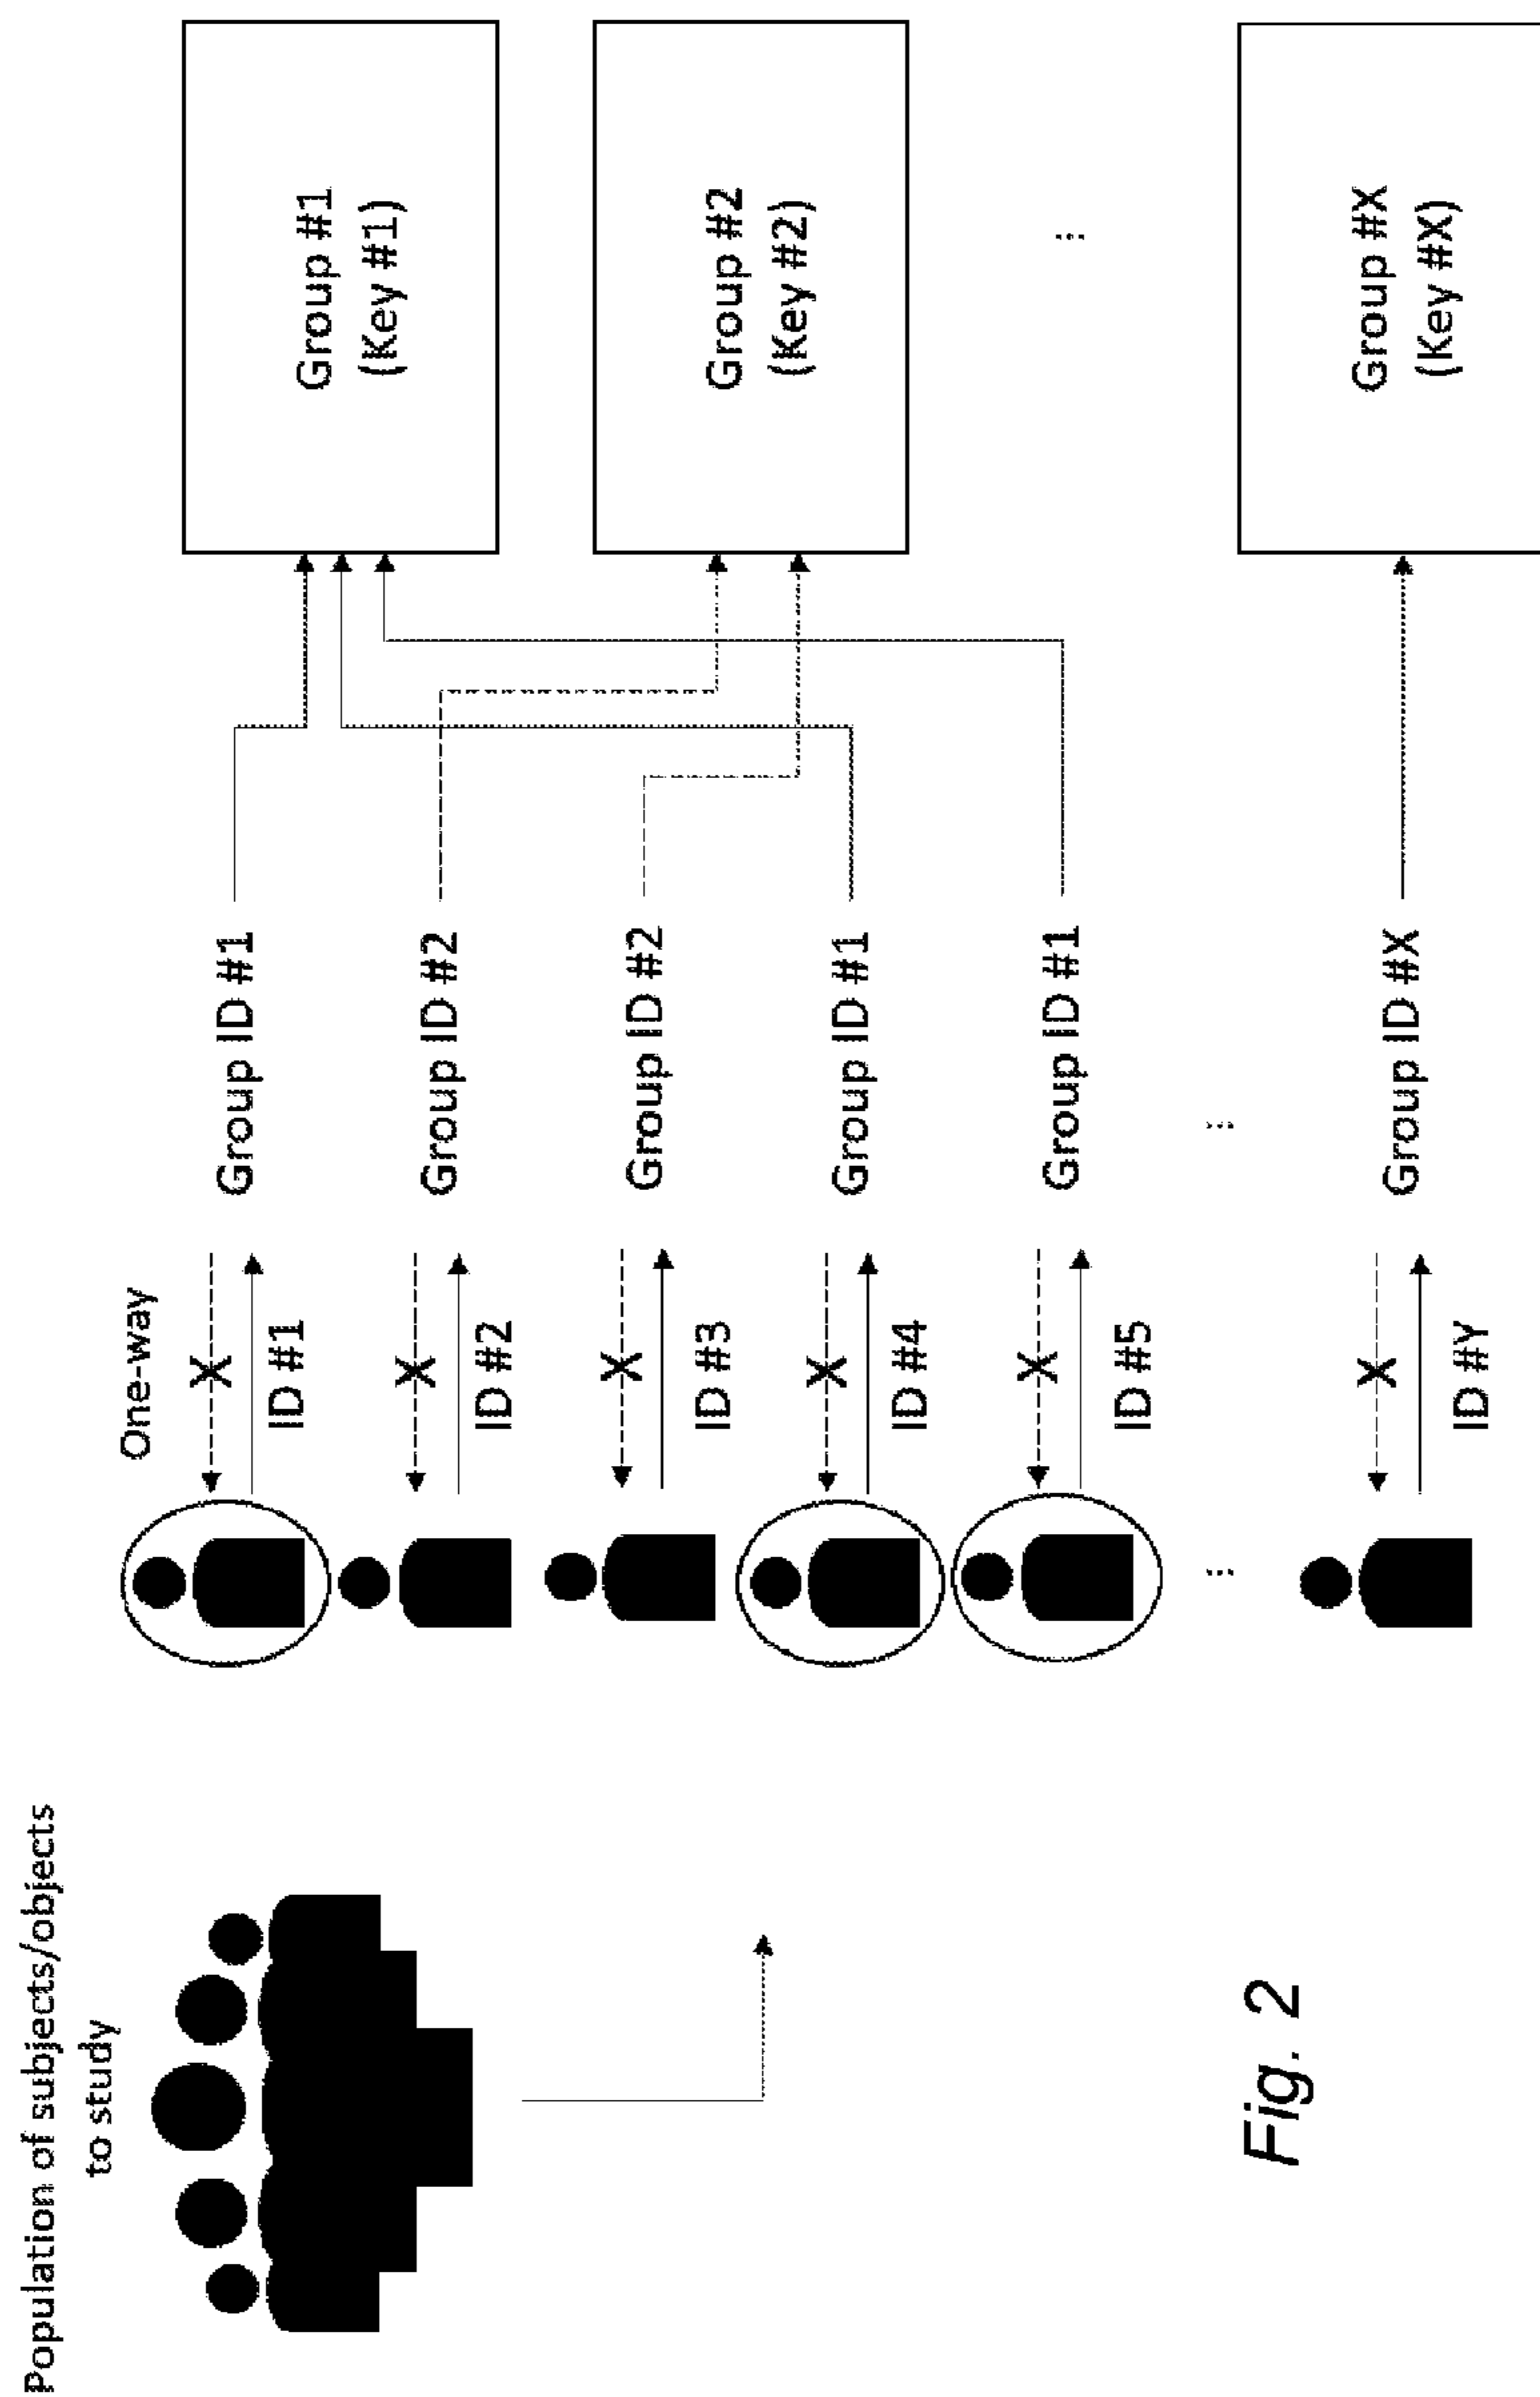 Population of subjects/objects
to study
One-way
X
ID #1
Group ID #1
X
ID #2
Group ID #2
X
ID #3
Group ID #2
X
ID #4
Group ID #1
X
ID #5
Group ID #1
...
...
X
ID #Y
Group ID #X
Group #1
(Key #1)
Group #2
(Key #2)
...
Group #X
(Key #X)
Fig. 2